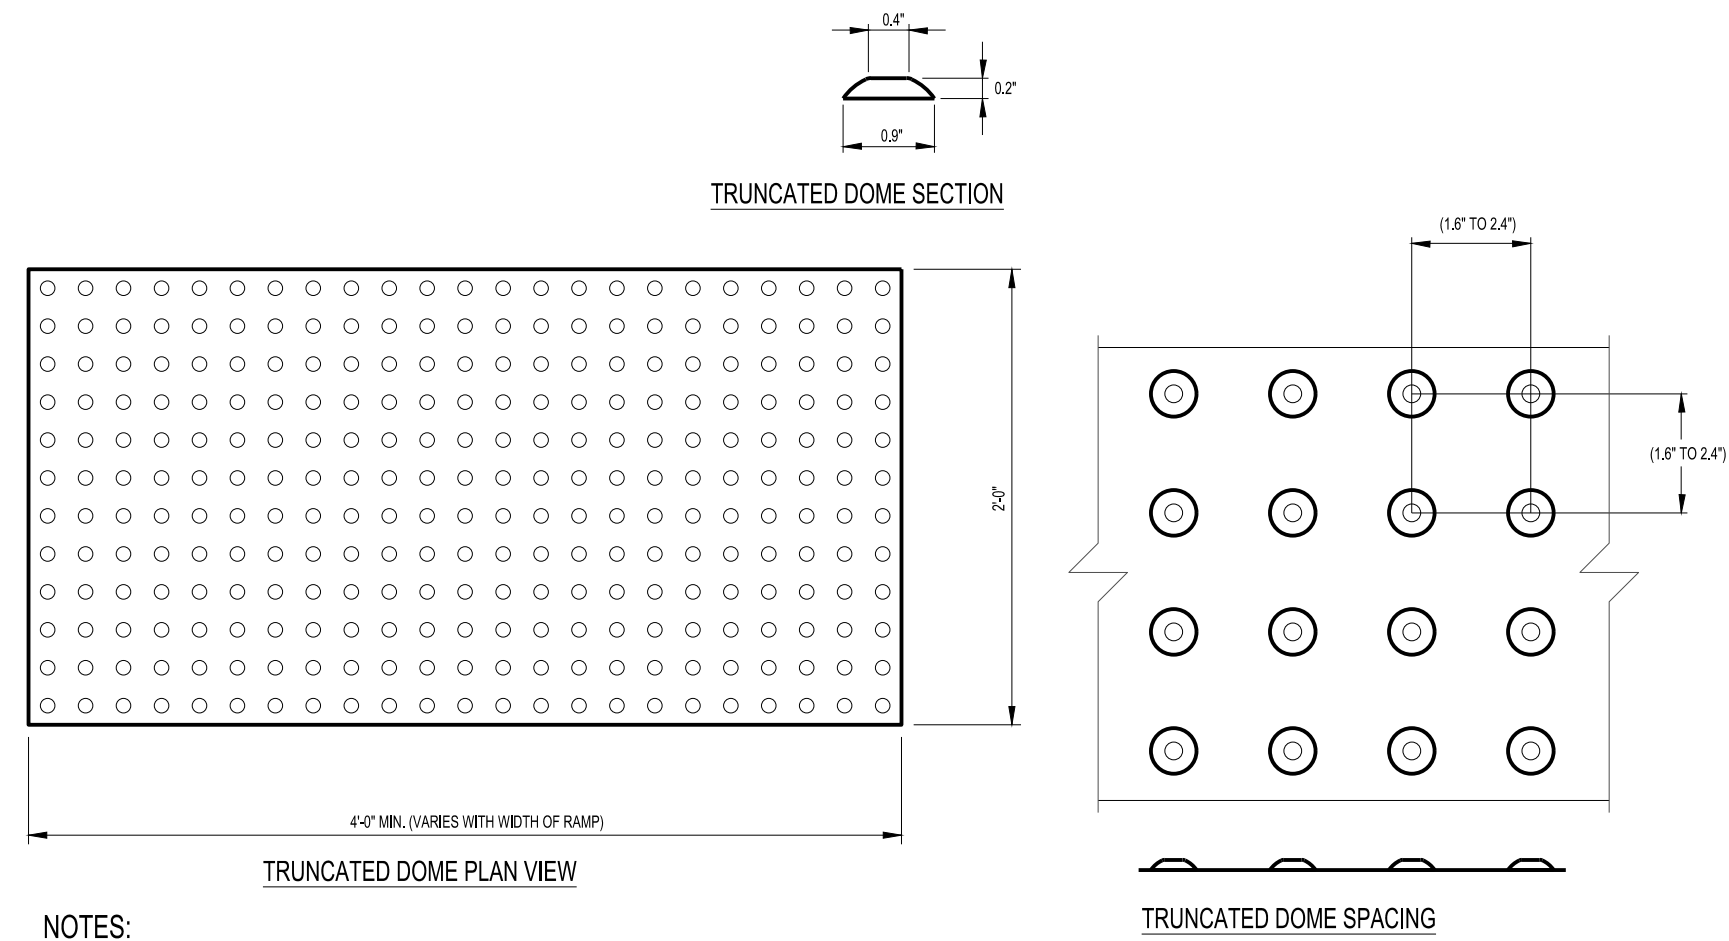 0.4"
0.2"
0.9"
TRUNCATED DOME SECTION
(1.6" TO 2.4")
(1.6" TO 2.4")
2'-0"
4'-0" MIN. (VARIES WITH WIDTH OF RAMP)
TRUNCATED DOME PLAN VIEW
TRUNCATED DOME SPACING
NOTES: